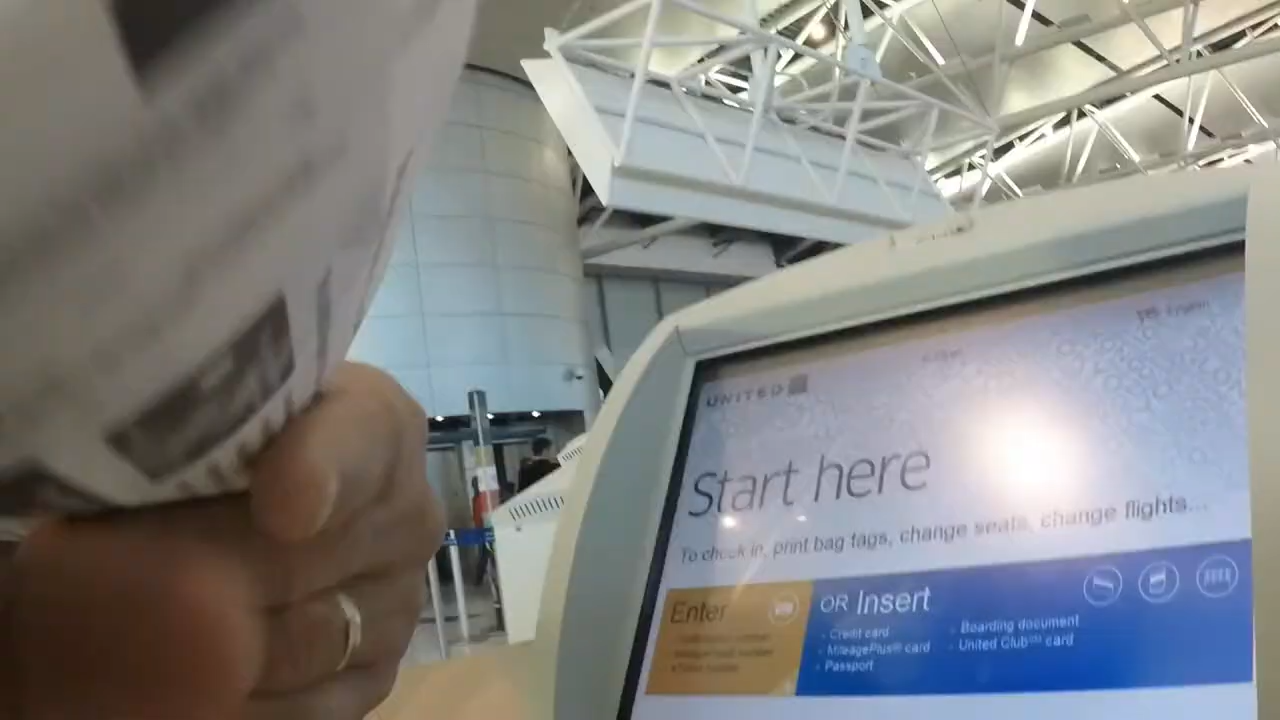 English
UNITED
Start here
To check in, print bag tags, change seats, change flights...
Enter
OR Insert
Credit card
MileagePlus® card
Passport
Boarding document
United Club℠ card